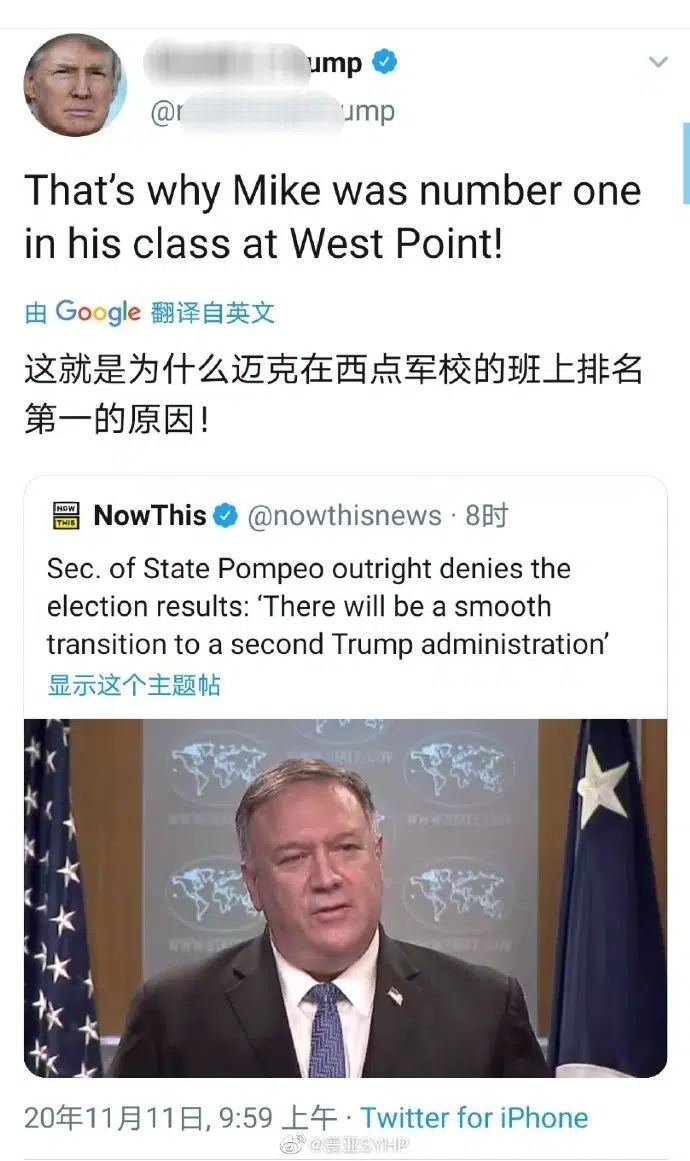 ump
@r ump
That's why Mike was number one
in his class at West Point!
由 Google 翻译自英文
这就是为什么迈克在西点军校的班上排名
第一的原因！
NOW
THIS
NowThis @nowthisnews · 8时
Sec. of State Pompeo outright denies the
election results: ‘There will be a smooth
transition to a second Trump administration’
显示这个主题帖
20年11月11日, 9:59 上午 · Twitter for iPhone